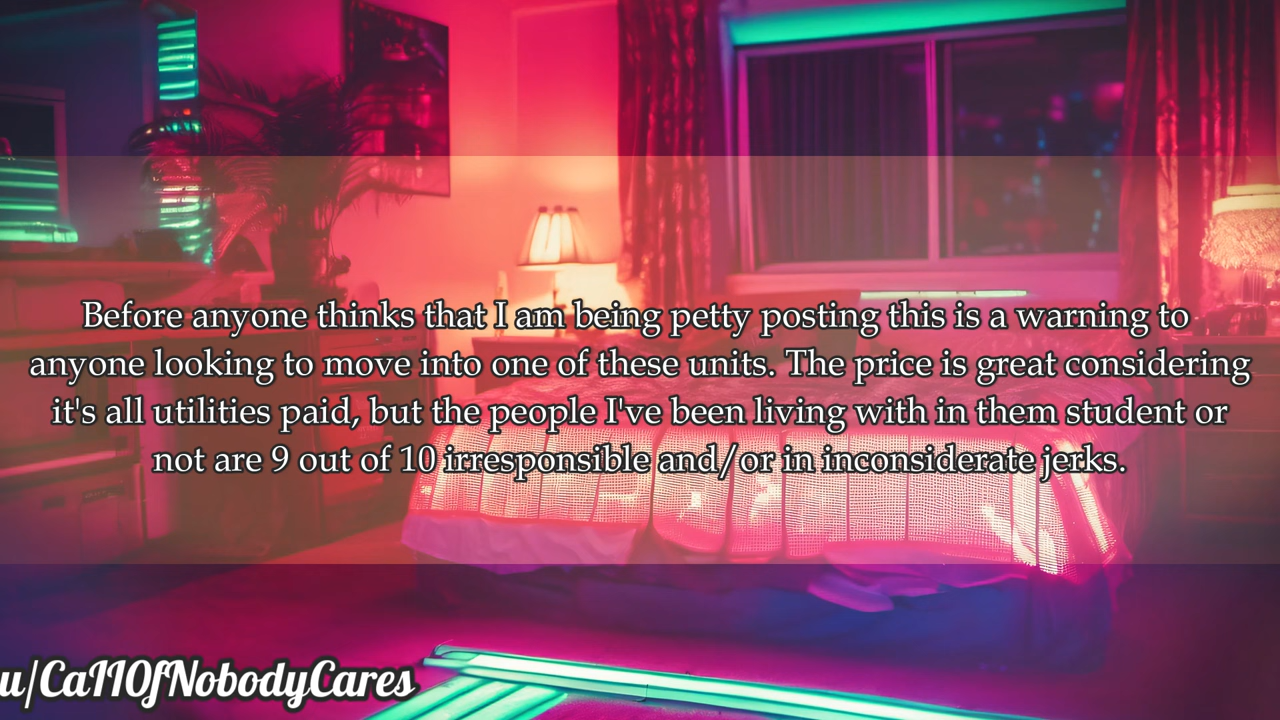 Before anyone thinks that I am being petty posting this is a warning to
anyone looking to move into one of these units. The price is great considering
it's all utilities paid, but the people I've been living with in them student or
not are 9 out of 10 irresponsible and/or in inconsiderate jerks.
u/CaIIOfNobodyCares